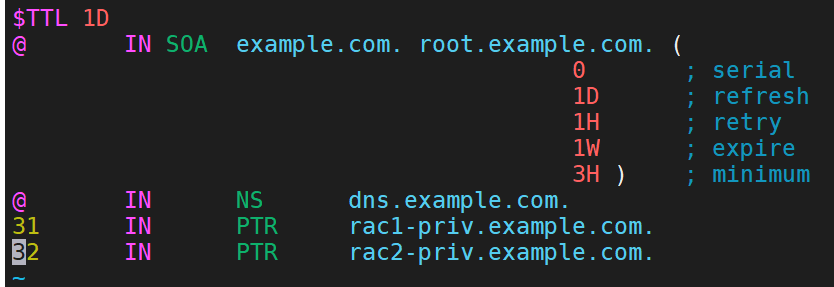 $TTL 1D
@ IN SOA example.com. root.example.com. (
0 ; serial
1D ; refresh
1H ; retry
1W ; expire
3H ) ; minimum
@ IN NS dns.example.com.
31 IN PTR rac1-priv.example.com.
32 IN PTR rac2-priv.example.com.
~